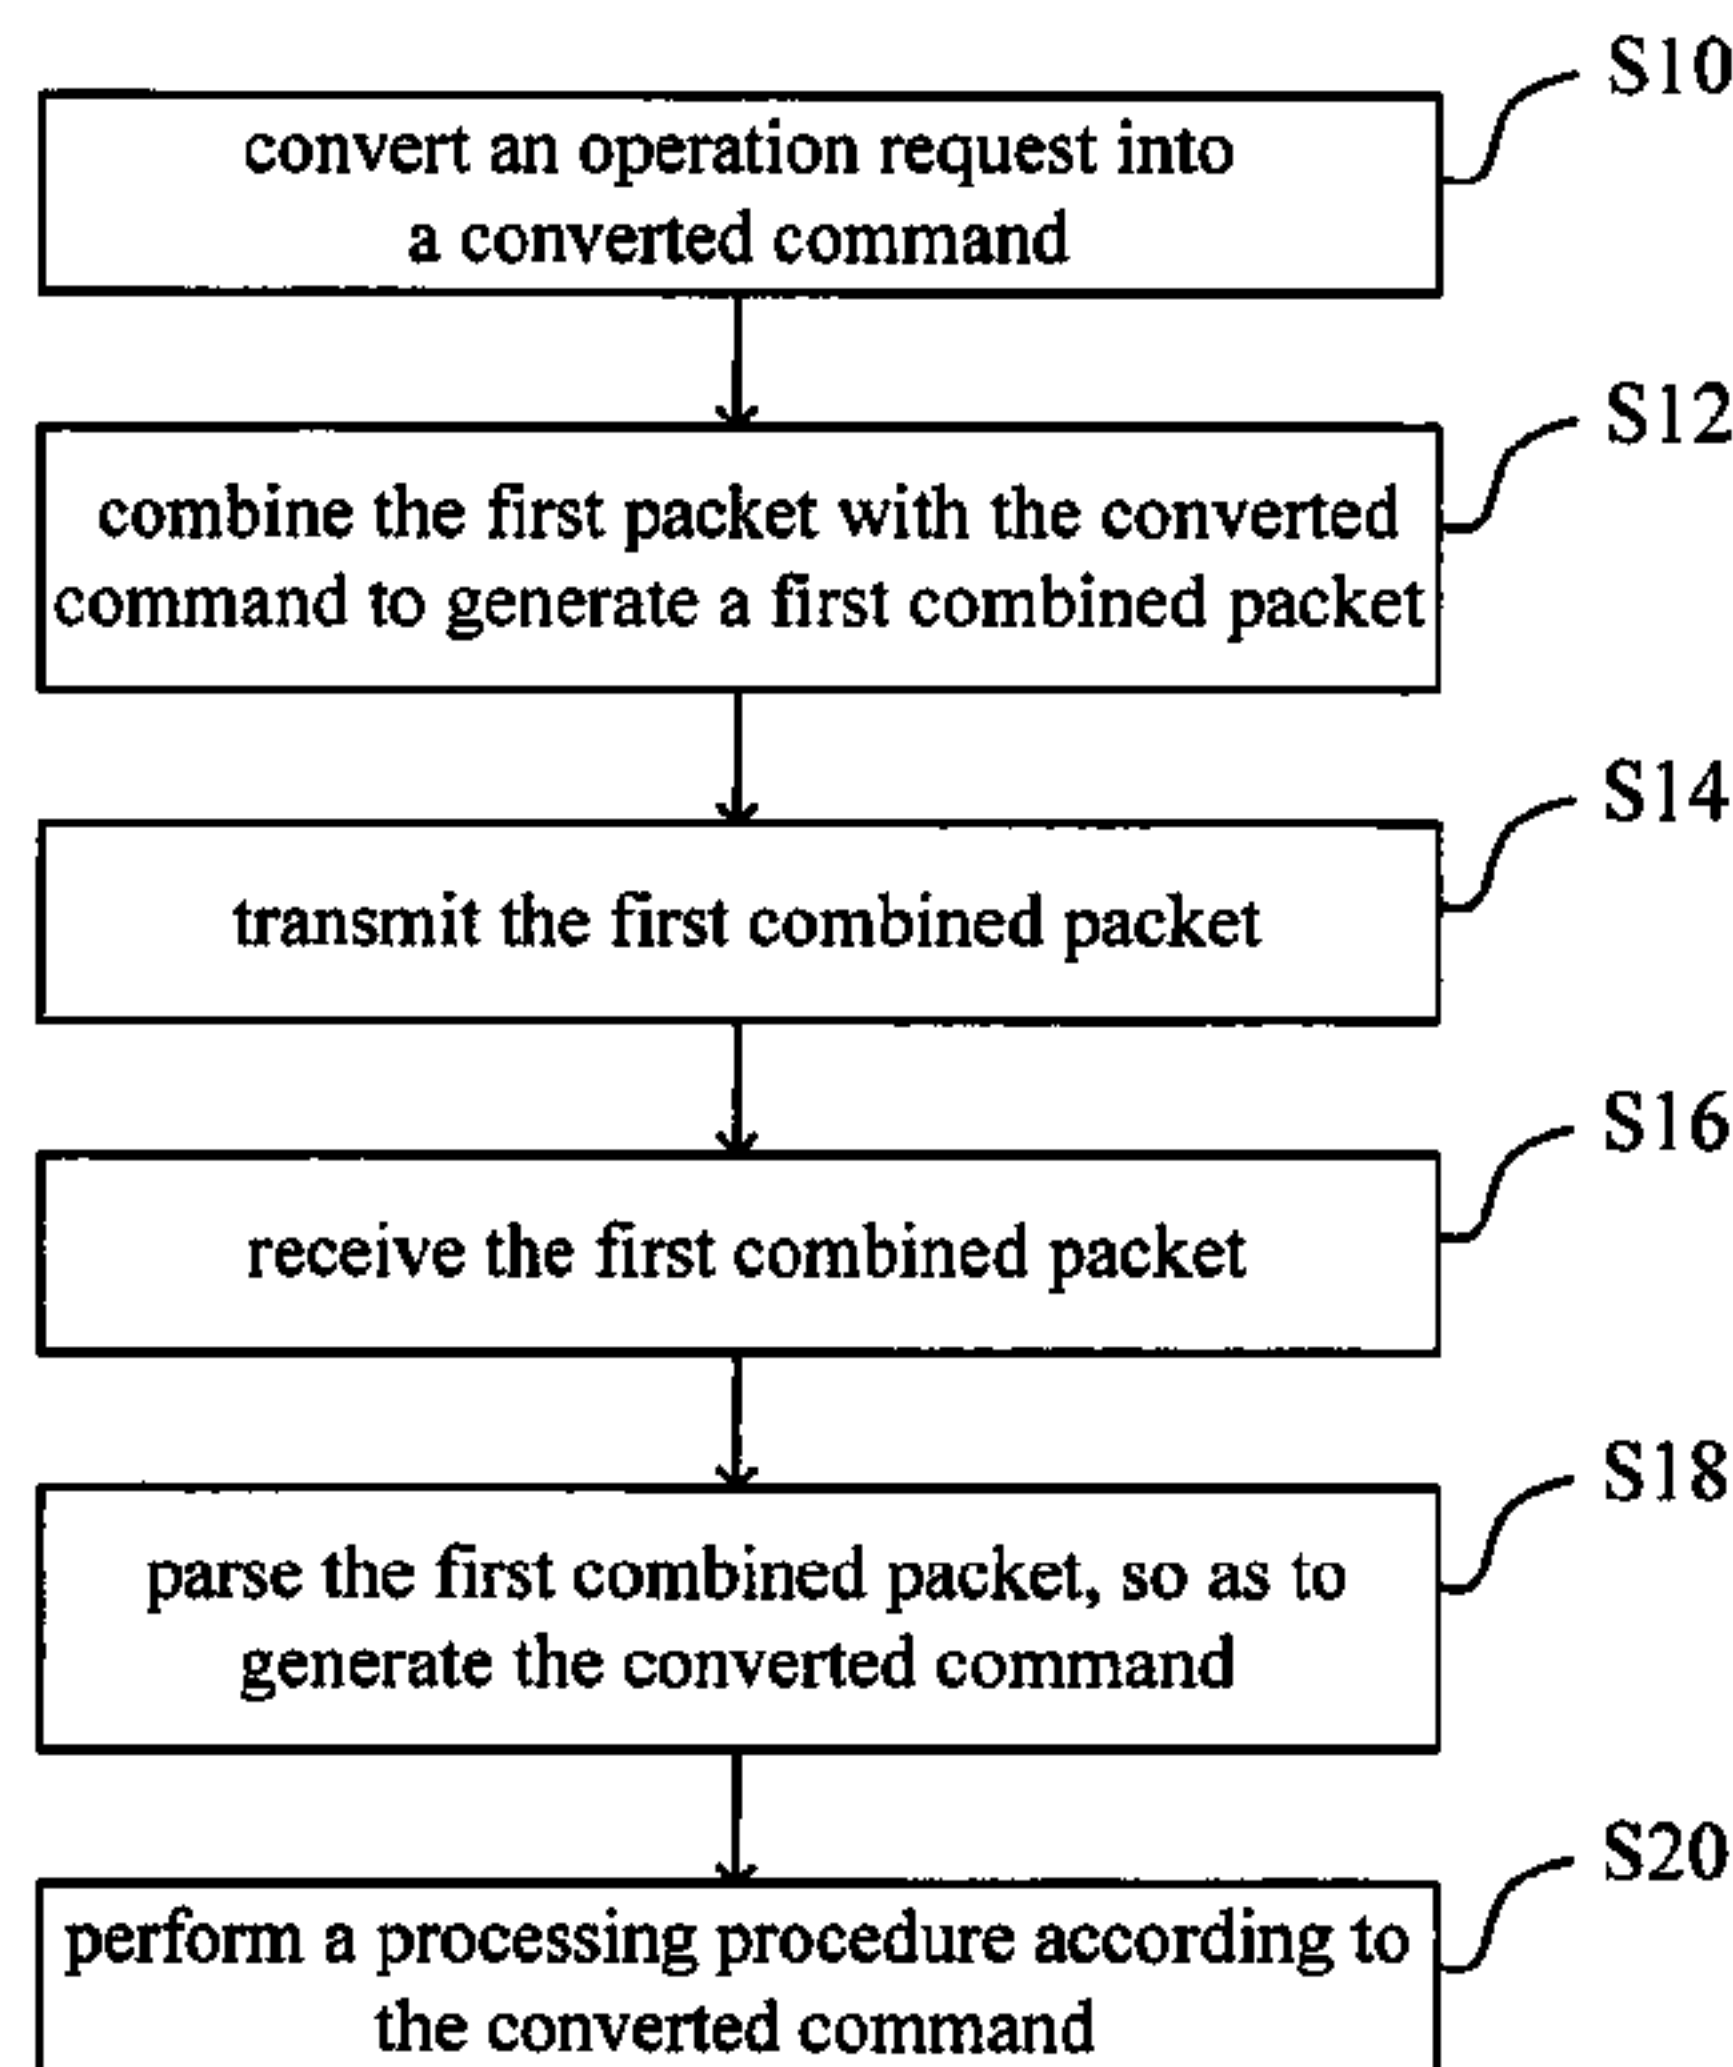 S10
convert an operation request into
a converted command
S12
combine the first packet with the converted
command to generate a first combined packet
S14
transmit the first combined packet
S16
receive the first combined packet
S18
parse the first combined packet, so as to
generate the converted command
S20
perform a processing procedure according to
the converted command